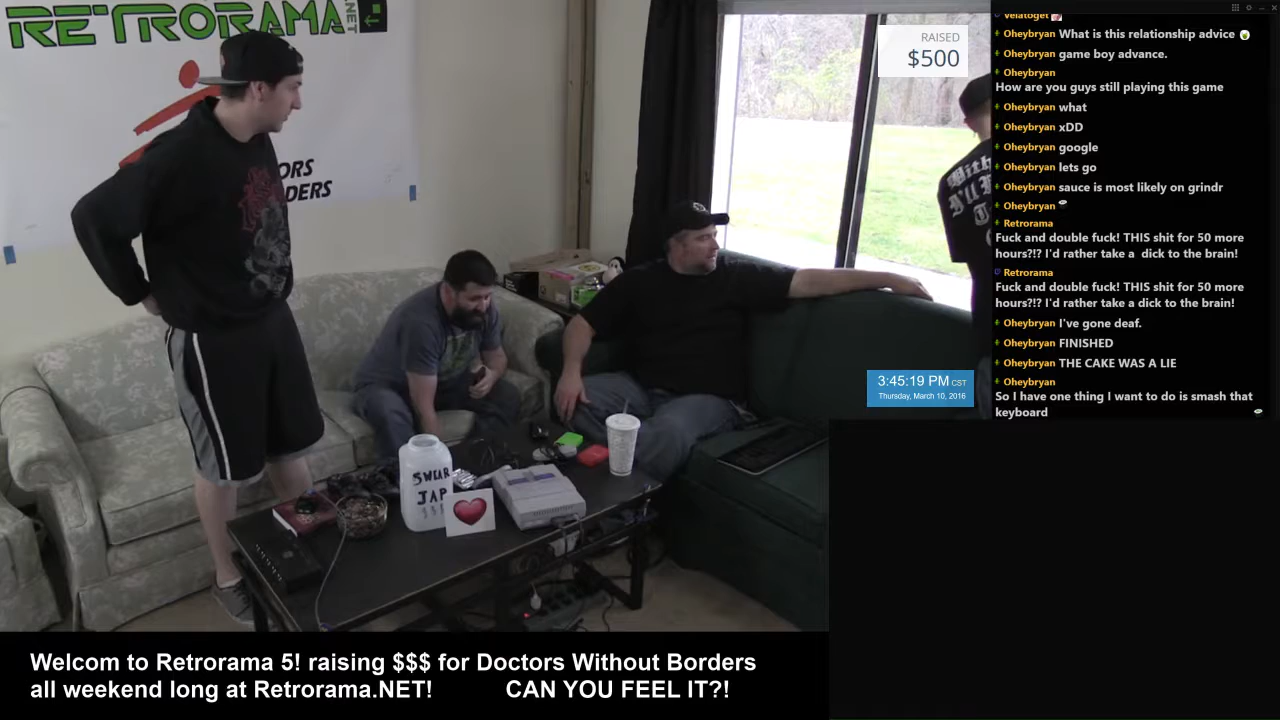 RETRORAMA
.NET
ORS
DERS
RAISED
$500
With
I'll
T
SWEAR
JAR
$$$
3:45:19 PM CST
Thursday, March 10, 2016
Velatoget
Oheybryan What is this relationship advice
Oheybryan game boy advance.
Oheybryan
How are you guys still playing this game
Oheybryan what
Oheybryan xDD
Oheybryan google
Oheybryan lets go
Oheybryan sauce is most likely on grindr
Oheybryan
Retrorama
Fuck and double fuck! THIS shit for 50 more
hours?!? I'd rather take a dick to the brain!
Retrorama
Fuck and double fuck! THIS shit for 50 more
hours?!? I'd rather take a dick to the brain!
Oheybryan I've gone deaf.
Oheybryan FINISHED
Oheybryan THE CAKE WAS A LIE
Oheybryan
So I have one thing I want to do is smash that
keyboard
Welcom to Retrorama 5! raising $$$ for Doctors Without Borders
all weekend long at Retrorama.NET! CAN YOU FEEL IT?!